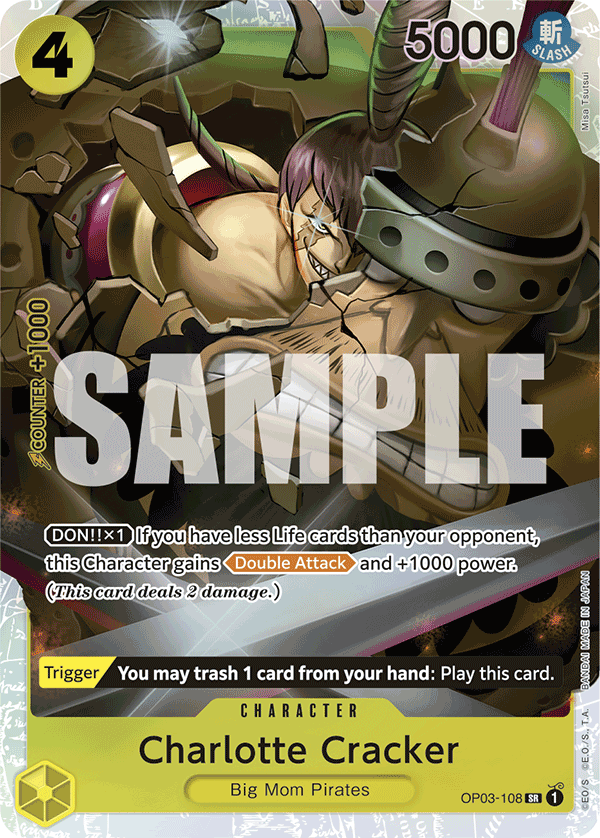 4
5000
斬
SLASH
Misa Tsutsui
COUNTER +1000
SAMPLE
DON!!×1 If you have less Life cards than your opponent,
this Character gains Double Attack and +1000 power.
(This card deals 2 damage.)
Trigger You may trash 1 card from your hand: Play this card.
CHARACTER
Charlotte Cracker
Big Mom Pirates
OP03-108 SR 1
©EO/S ©E.O./S, T.A. BANDAI MADE IN JAPAN